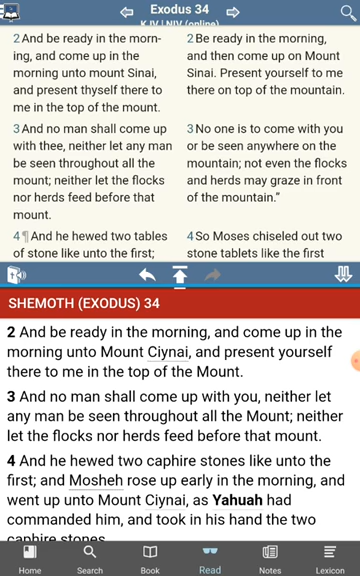 Exodus 34
KJV | NIV (online)
2 And be ready in the morn-
ing, and come up in the
morning unto mount Sinai,
and present thyself there to
me in the top of the mount.
3 And no man shall come up
with thee, neither let any man
be seen throughout all the
mount; neither let the flocks
nor herds feed before that
mount.
4 ¶ And he hewed two tables
of stone like unto the first;
2 Be ready in the morning,
and then come up on Mount
Sinai. Present yourself to me
there on top of the mountain.
3 No one is to come with you
or be seen anywhere on the
mountain; not even the flocks
and herds may graze in front
of the mountain.”
4 So Moses chiseled out two
stone tablets like the first
SHEMOTH (EXODUS) 34
2 And be ready in the morning, and come up in the
morning unto Mount Ciynai, and present yourself
there to me in the top of the Mount.
3 And no man shall come up with you, neither let
any man be seen throughout all the Mount; neither
let the flocks nor herds feed before that mount.
4 And he hewed two caphire stones like unto the
first; and Mosheh rose up early in the morning, and
went up unto Mount Ciynai, as Yahuah had
commanded him, and took in his hand the two
caphire stones.
Home
Search
Book
Read
Notes
Lexicon